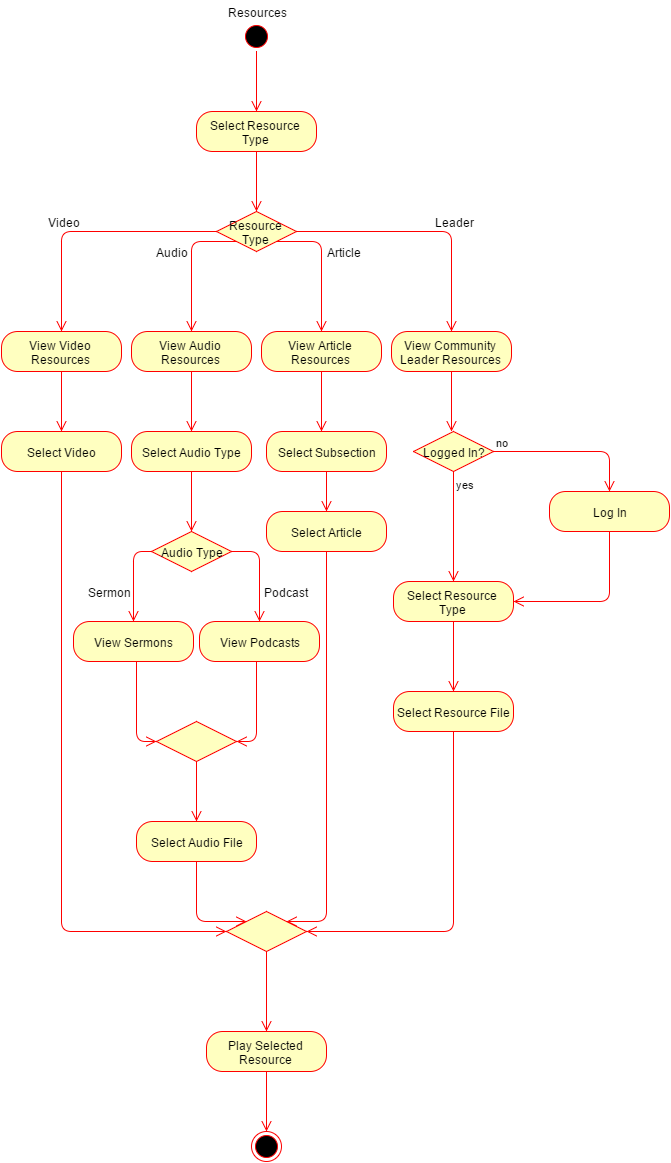 Resources
Select Resource
Type
Resource
Type
Video
Leader
Audio
Article
View Video
Resources
View Audio
Resources
View Article
Resources
View Community
Leader Resources
Select Video
Select Audio Type
Select Subsection
Logged In?
no
yes
Log In
Select Article
Audio Type
Sermon
Podcast
Select Resource
Type
View Sermons
View Podcasts
Select Resource File
Select Audio File
Play Selected
Resource